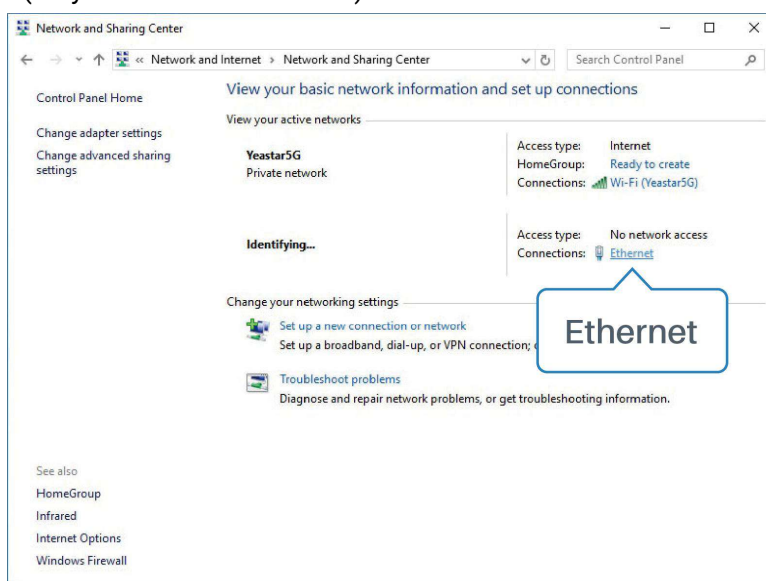 Network and Sharing Center
« Network and Internet › Network and Sharing Center
Search Control Panel
Control Panel Home
Change adapter settings
Change advanced sharing
settings
View your basic network information and set up connections
View your active networks
Yeastar5G
Private network
Access type: Internet
HomeGroup: Ready to create
Connections: Wi-Fi (Yeastar5G)
Identifying...
Access type: No network access
Connections: Ethernet
Ethernet
Change your networking settings
Set up a new connection or network
Set up a broadband, dial-up, or VPN connection;
Troubleshoot problems
Diagnose and repair network problems, or get troubleshooting information.
See also
HomeGroup
Infrared
Internet Options
Windows Firewall